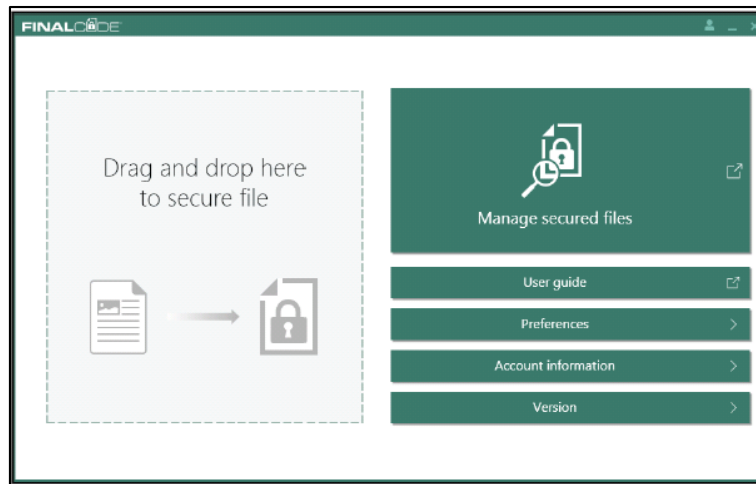 FINALCODE
Drag and drop here
to secure file
Manage secured files
User guide
Preferences
Account information
Version